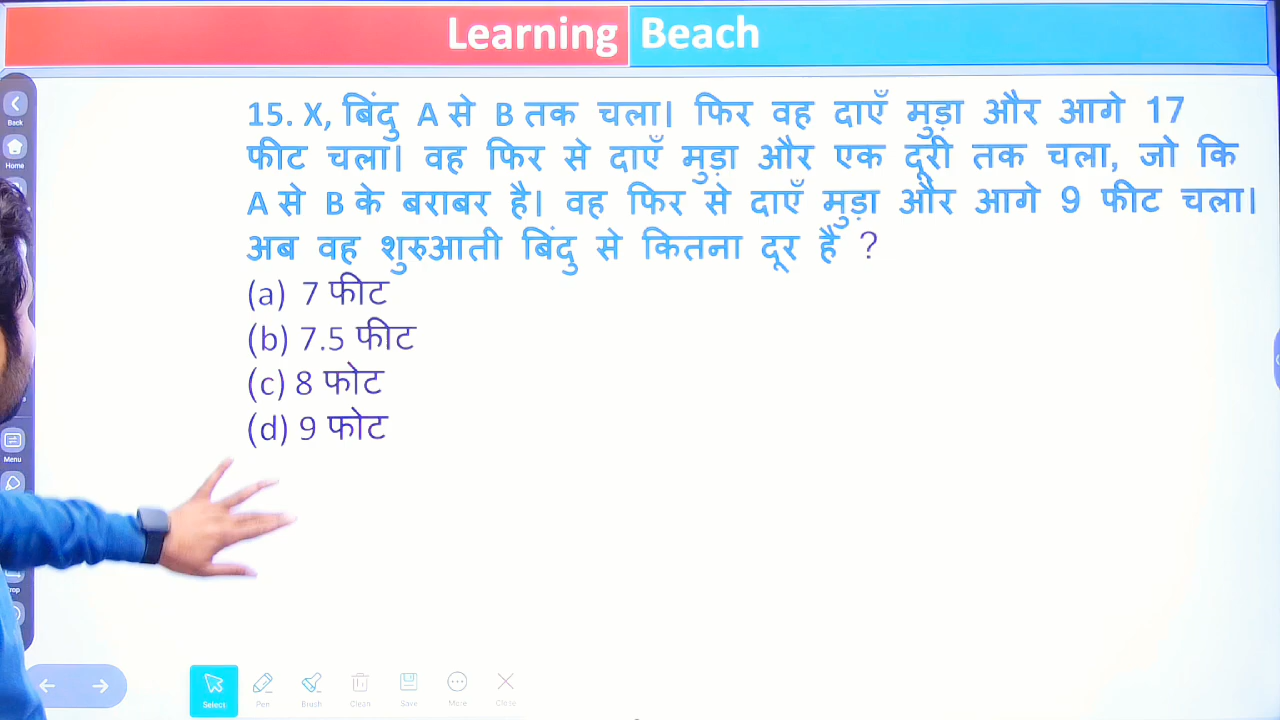 Learning Beach
15. X, बिंदु A से B तक चला। फिर वह दाएँ मुड़ा और आगे 17
फीट चला। वह फिर से दाएँ मुड़ा और एक दूरी तक चला, जो कि
A से B के बराबर है। वह फिर से दाएँ मुड़ा और आगे 9 फीट चला।
अब वह शुरुआती बिंदु से कितना दूर है ?
(a) 7 फीट
(b) 7.5 फीट
(c) 8 फोट
(d) 9 फोट
Back
Home
Menu
Select
Pen
Brush
Clean
Save
More
Close